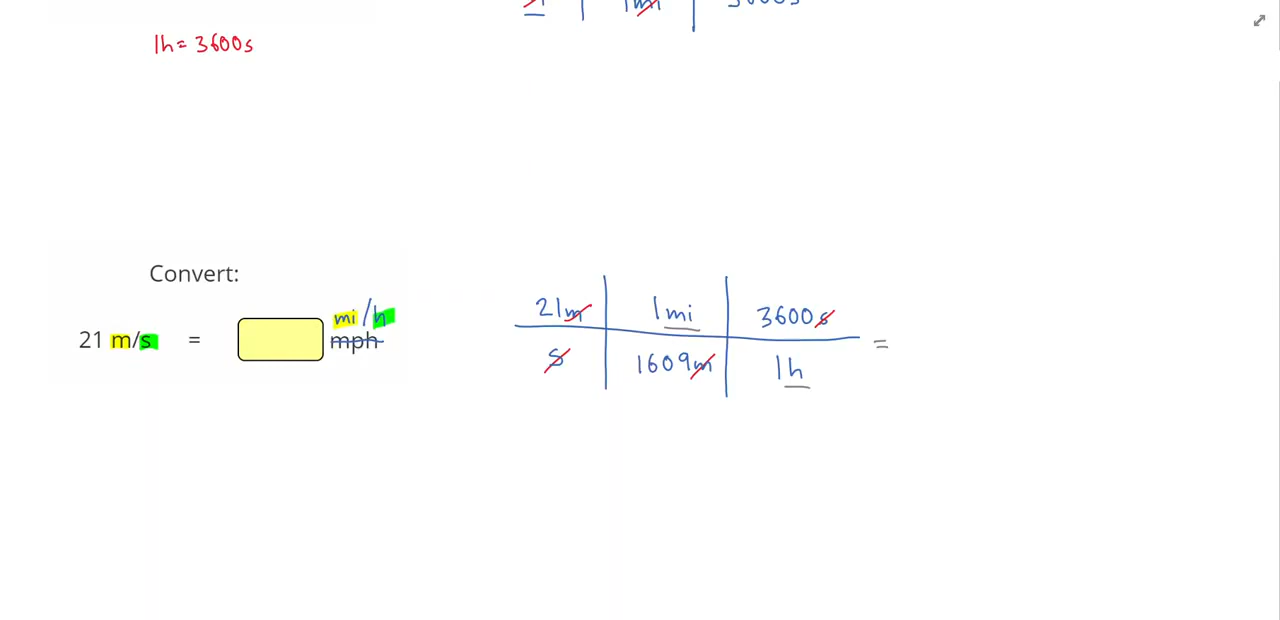 1h = 3600s
Convert:
21 m/s = mi/h
mph
21m | 1mi | 3600s
s | 1609m | 1h =